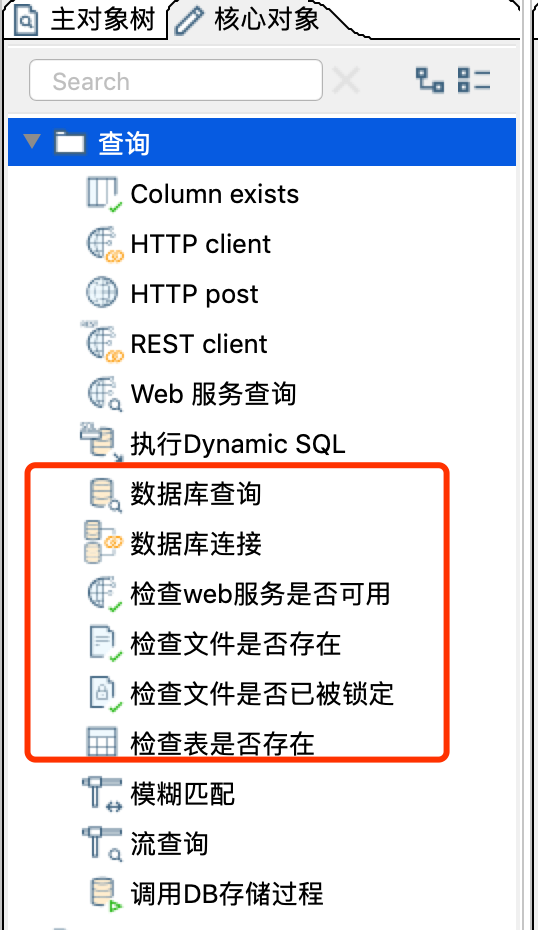 主对象树 核心对象
Search
查询
Column exists
HTTP client
HTTP post
REST client
Web 服务查询
执行Dynamic SQL
数据库查询
数据库连接
检查web服务是否可用
检查文件是否存在
检查文件是否已被锁定
检查表是否存在
模糊匹配
流查询
调用DB存储过程